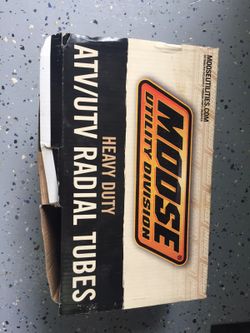 MOOSE®
UTILITY DIVISION
HEAVY DUTY
ATV/UTV RADIAL TUBES
MOOSEUTILITIES.COM